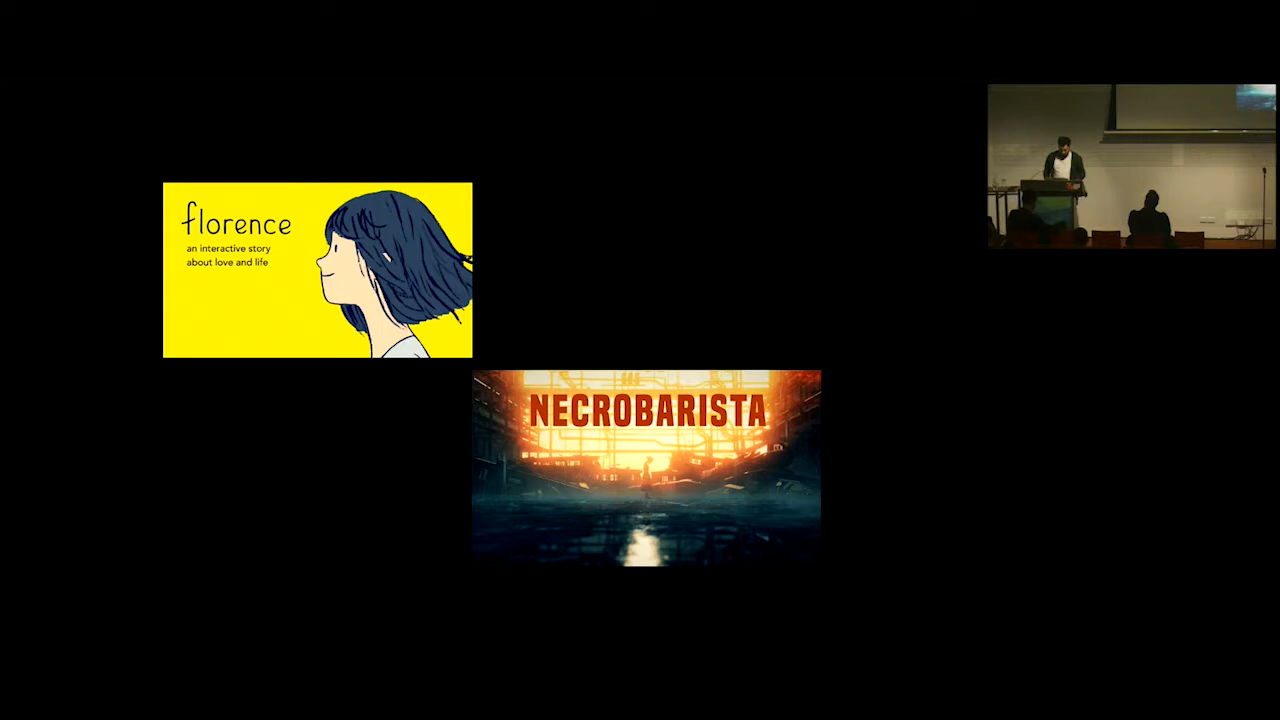 florence
an interactive story
about love and life
NECROBARISTA